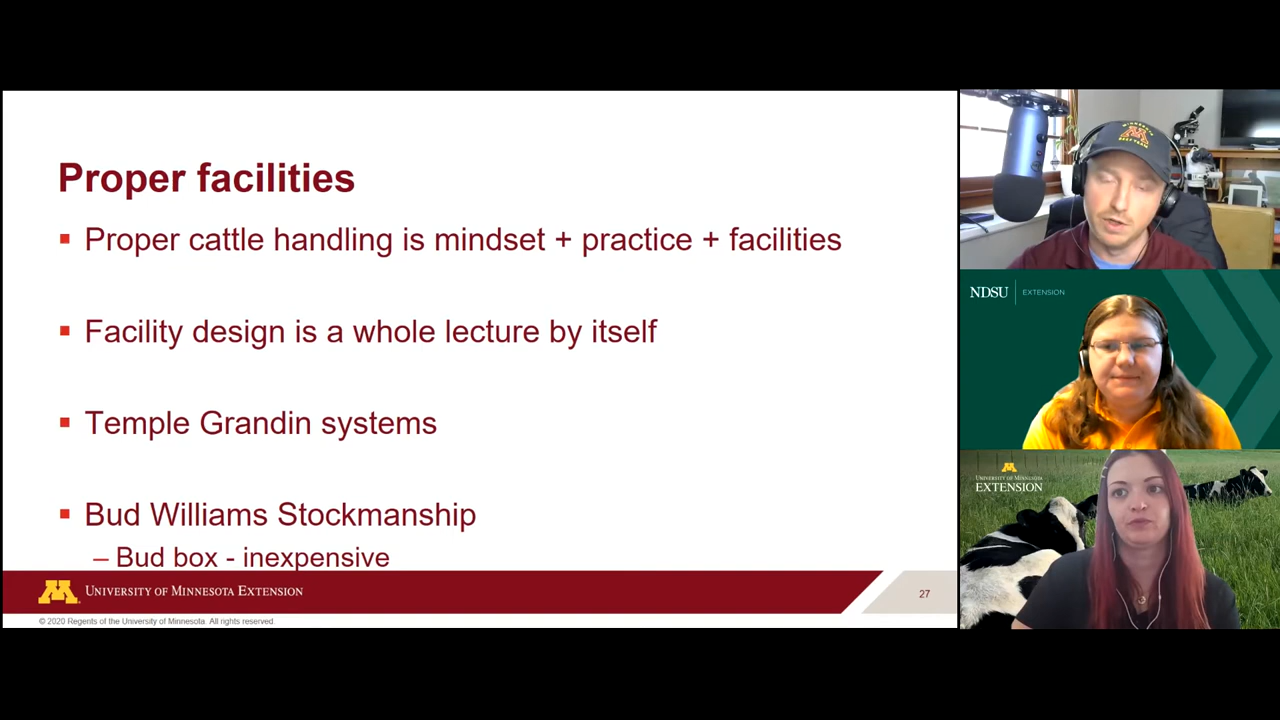 Proper facilities
▪ Proper cattle handling is mindset + practice + facilities
▪ Facility design is a whole lecture by itself
▪ Temple Grandin systems
▪ Bud Williams Stockmanship
– Bud box - inexpensive
M UNIVERSITY OF MINNESOTA EXTENSION
27
© 2020 Regents of the University of Minnesota. All rights reserved.
MINNESOTA
M
NDSU EXTENSION
M
UNIVERSITY OF MINNESOTA
EXTENSION